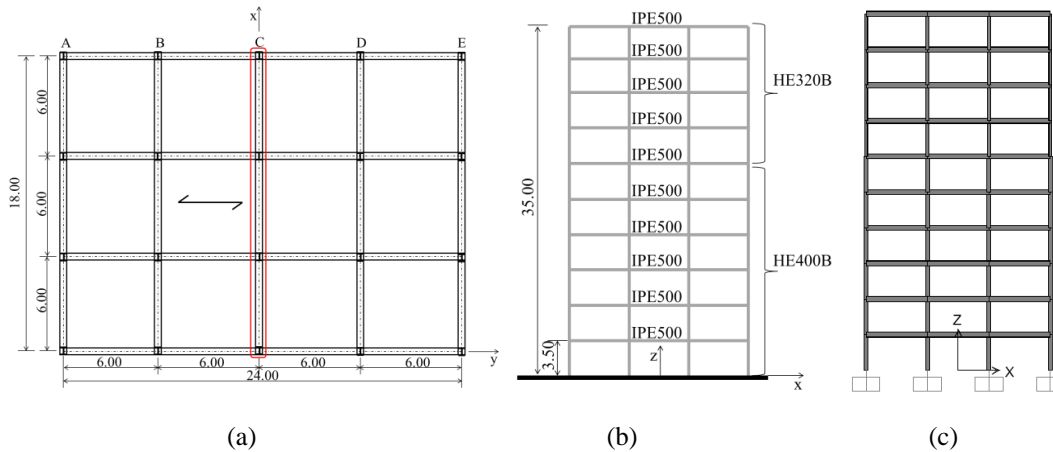 x
A B C D E
6.00
6.00
6.00
18.00
6.00 6.00 6.00 6.00
24.00
y
(a)
IPE500
IPE500
IPE500
IPE500
IPE500
IPE500
IPE500
IPE500
IPE500
IPE500
HE320B
HE400B
35.00
3.50
z
x
(b)
Z
X
(c)